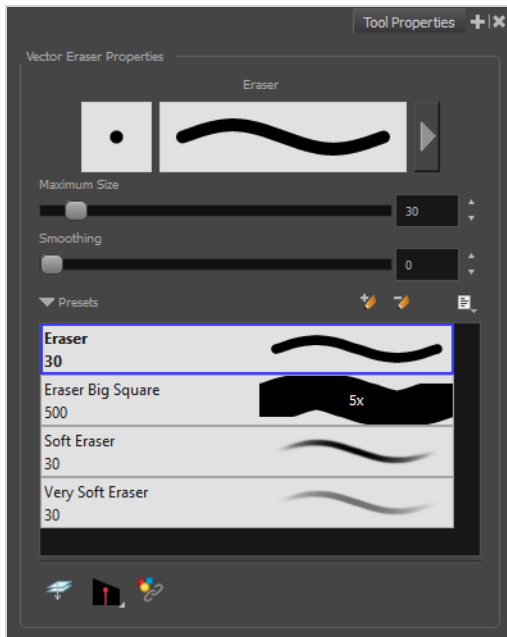 Tool Properties
Vector Eraser Properties
Eraser
Maximum Size
30
Smoothing
0
Presets
Eraser
30
Eraser Big Square
500
5x
Soft Eraser
30
Very Soft Eraser
30